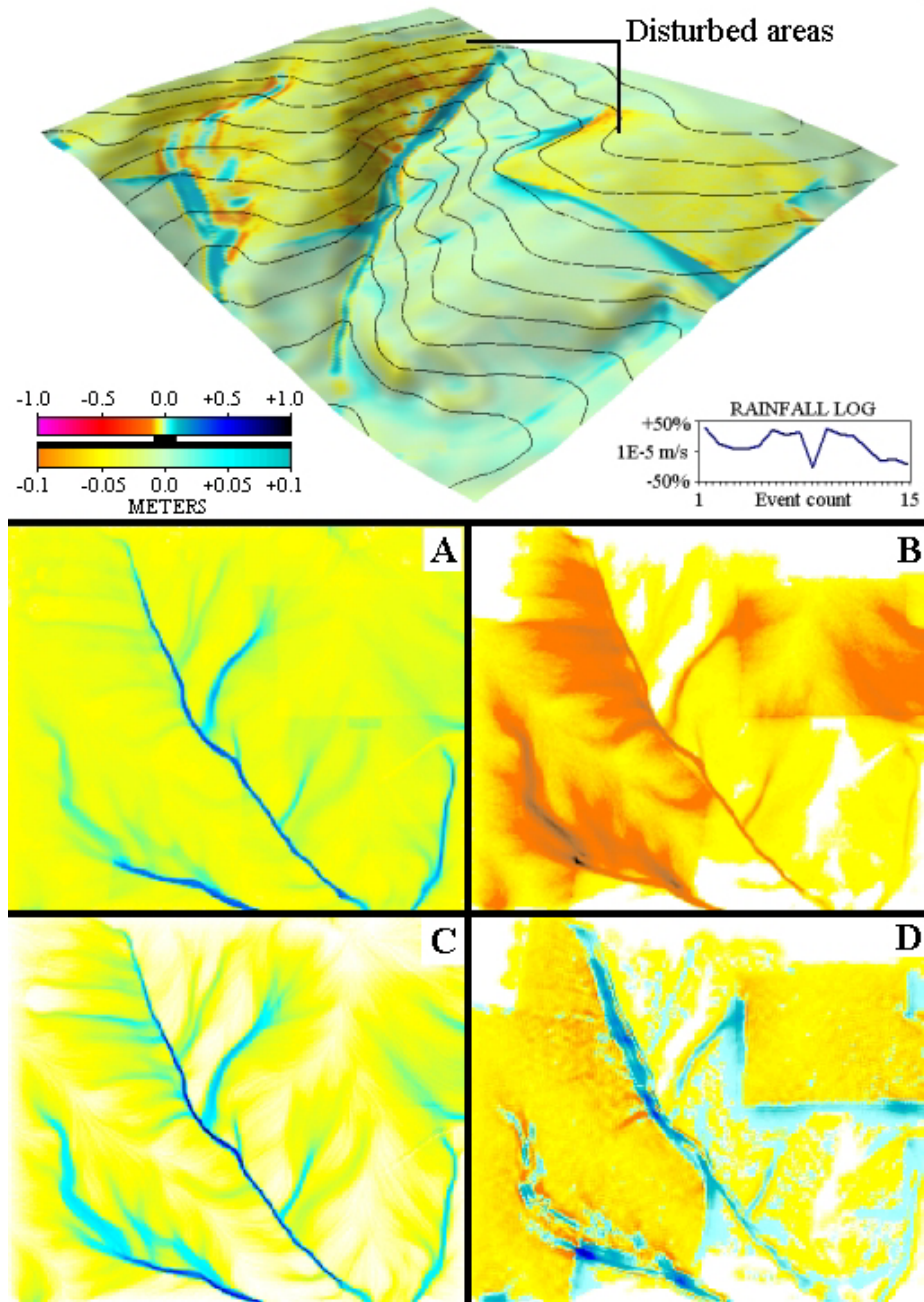 Disturbed areas
-1.0 -0.5 0.0 +0.5 +1.0
-0.1 -0.05 0.0 +0.05 +0.1
METERS
RAINFALL LOG
+50%
1E-5 m/s
-50%
1 Event count 15
A
B
C
D